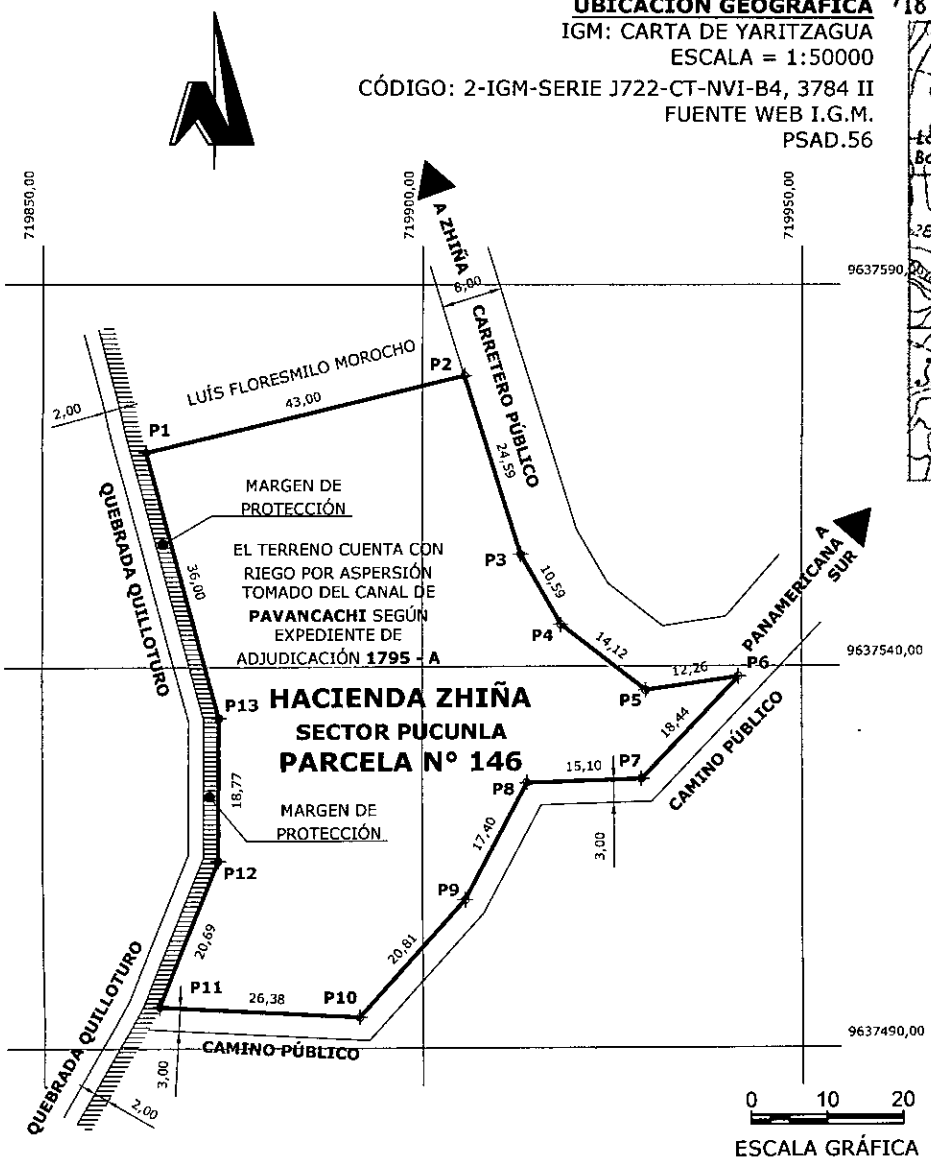 UBICACIÓN GEOGRÁFICA
IGM: CARTA DE YARITZAGUA
ESCALA = 1:50000
CÓDIGO: 2-IGM-SERIE J722-CT-NVI-B4, 3784 II
FUENTE WEB I.G.M.
PSAD.56
719850,00
719900,00
719950,00
9637590,00
A ZHIÑA
8,00
CARRETERO PÚBLICO
P2
LUÍS FLORESMILO MOROCHO
43,00
2,00
P1
24,59
QUEBRADA QUILLOTURO
MARGEN DE
PROTECCIÓN
36,00
EL TERRENO CUENTA CON
RIEGO POR ASPERSIÓN
TOMADO DEL CANAL DE
PAVANCACHI SEGÚN
EXPEDIENTE DE
ADJUDICACIÓN 1795 - A
P3
10,59
P4
14,12
P5
12,26
P6
A
PANAMERICANA
SUR
9637540,00
P13
HACIENDA ZHIÑA
SECTOR PUCUNLA
PARCELA N° 146
18,44
CAMINO PÚBLICO
P8
15,10
P7
18,77
MARGEN DE
PROTECCIÓN
17,40
3,00
P12
P9
20,69
20,81
P11
26,38
P10
QUEBRADA QUILLOTURO
CAMINO PÚBLICO
3,00
2,00
9637490,00
0 10 20
ESCALA GRÁFICA